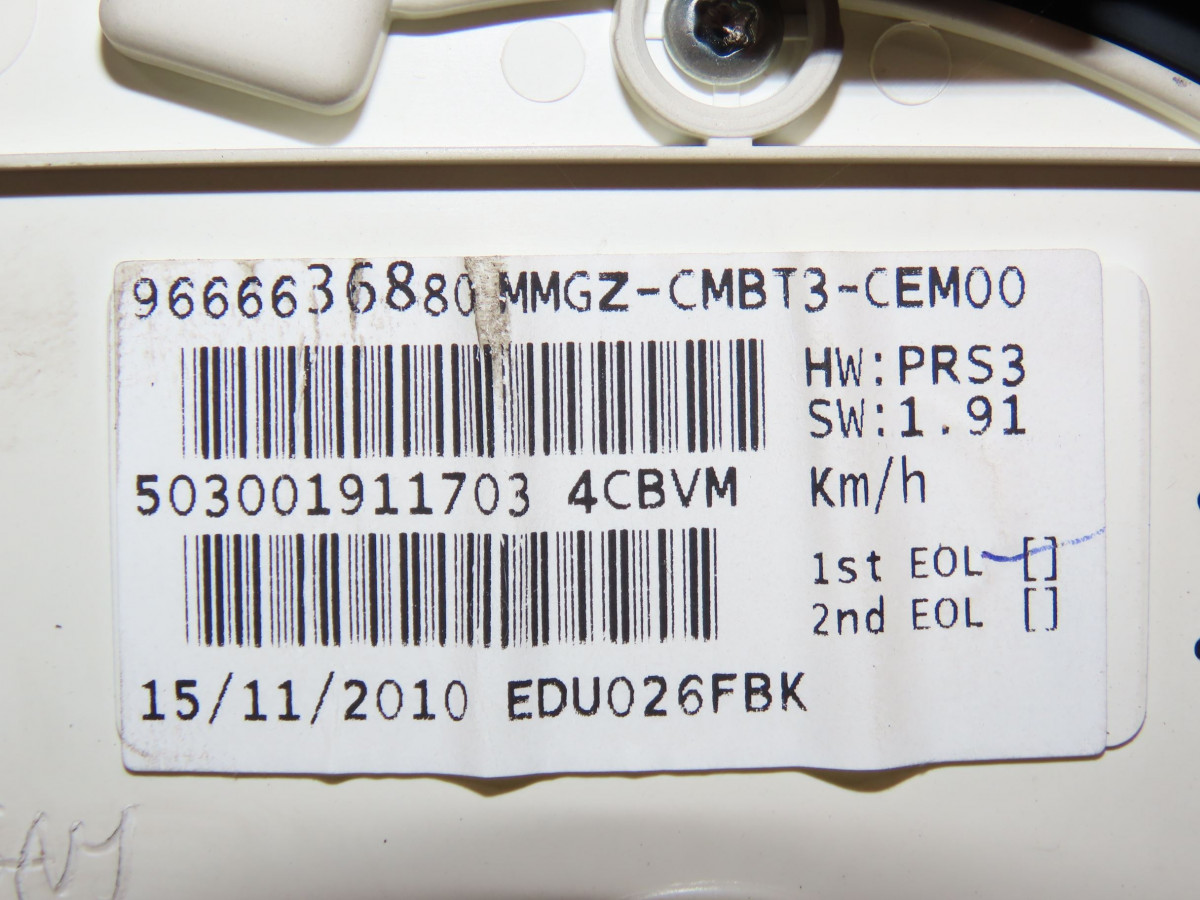 9666636880 MMGZ-CMBT3-CEM00
HW:PRS3
SW:1.91
503001911703 4CBVM Km/h
1st EOL []
2nd EOL []
15/11/2010 EDU026FBK